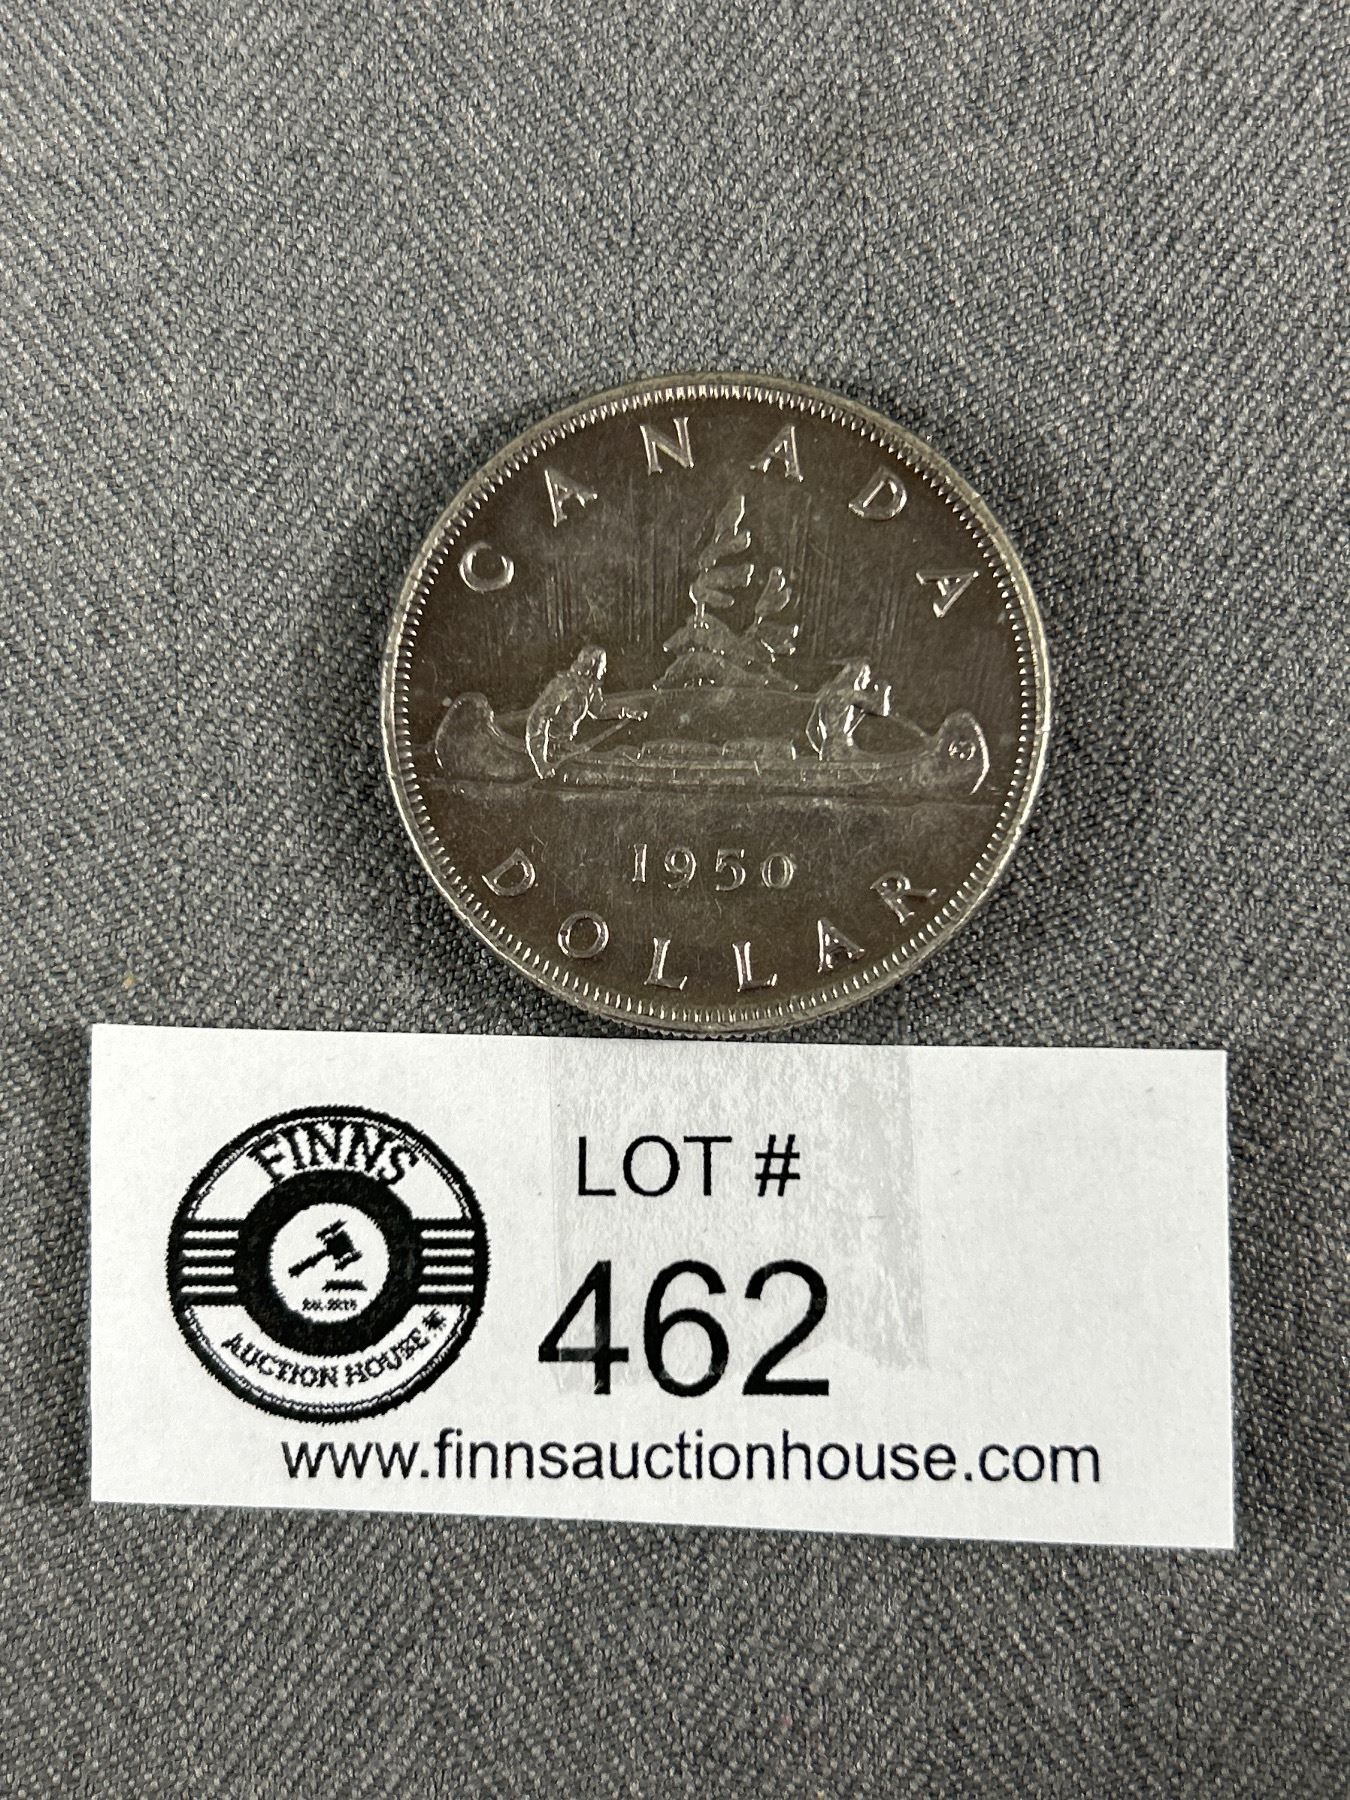 CANADA
1950
DOLLAR
FINNS
AUCTION HOUSE
LOT #
462
www.finnsauctionhouse.com